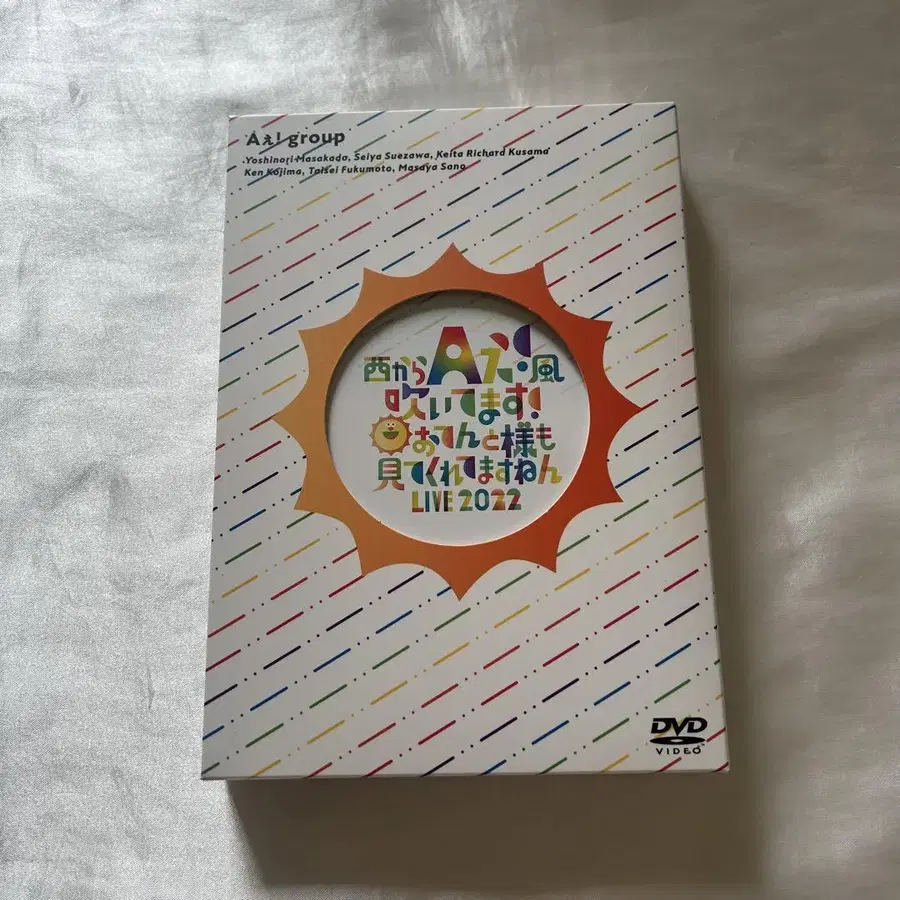 Aぇ! group
Yoshinori Masakado, Seiya Suezawa, Keita Richard Kusama
Ken Kojima, Taisei Fukumoto, Masaya Sano
西からAぇ!風
吹いてます!
おてんと様も
見てくれてますねん
LIVE 2022
DVD
VIDEO™